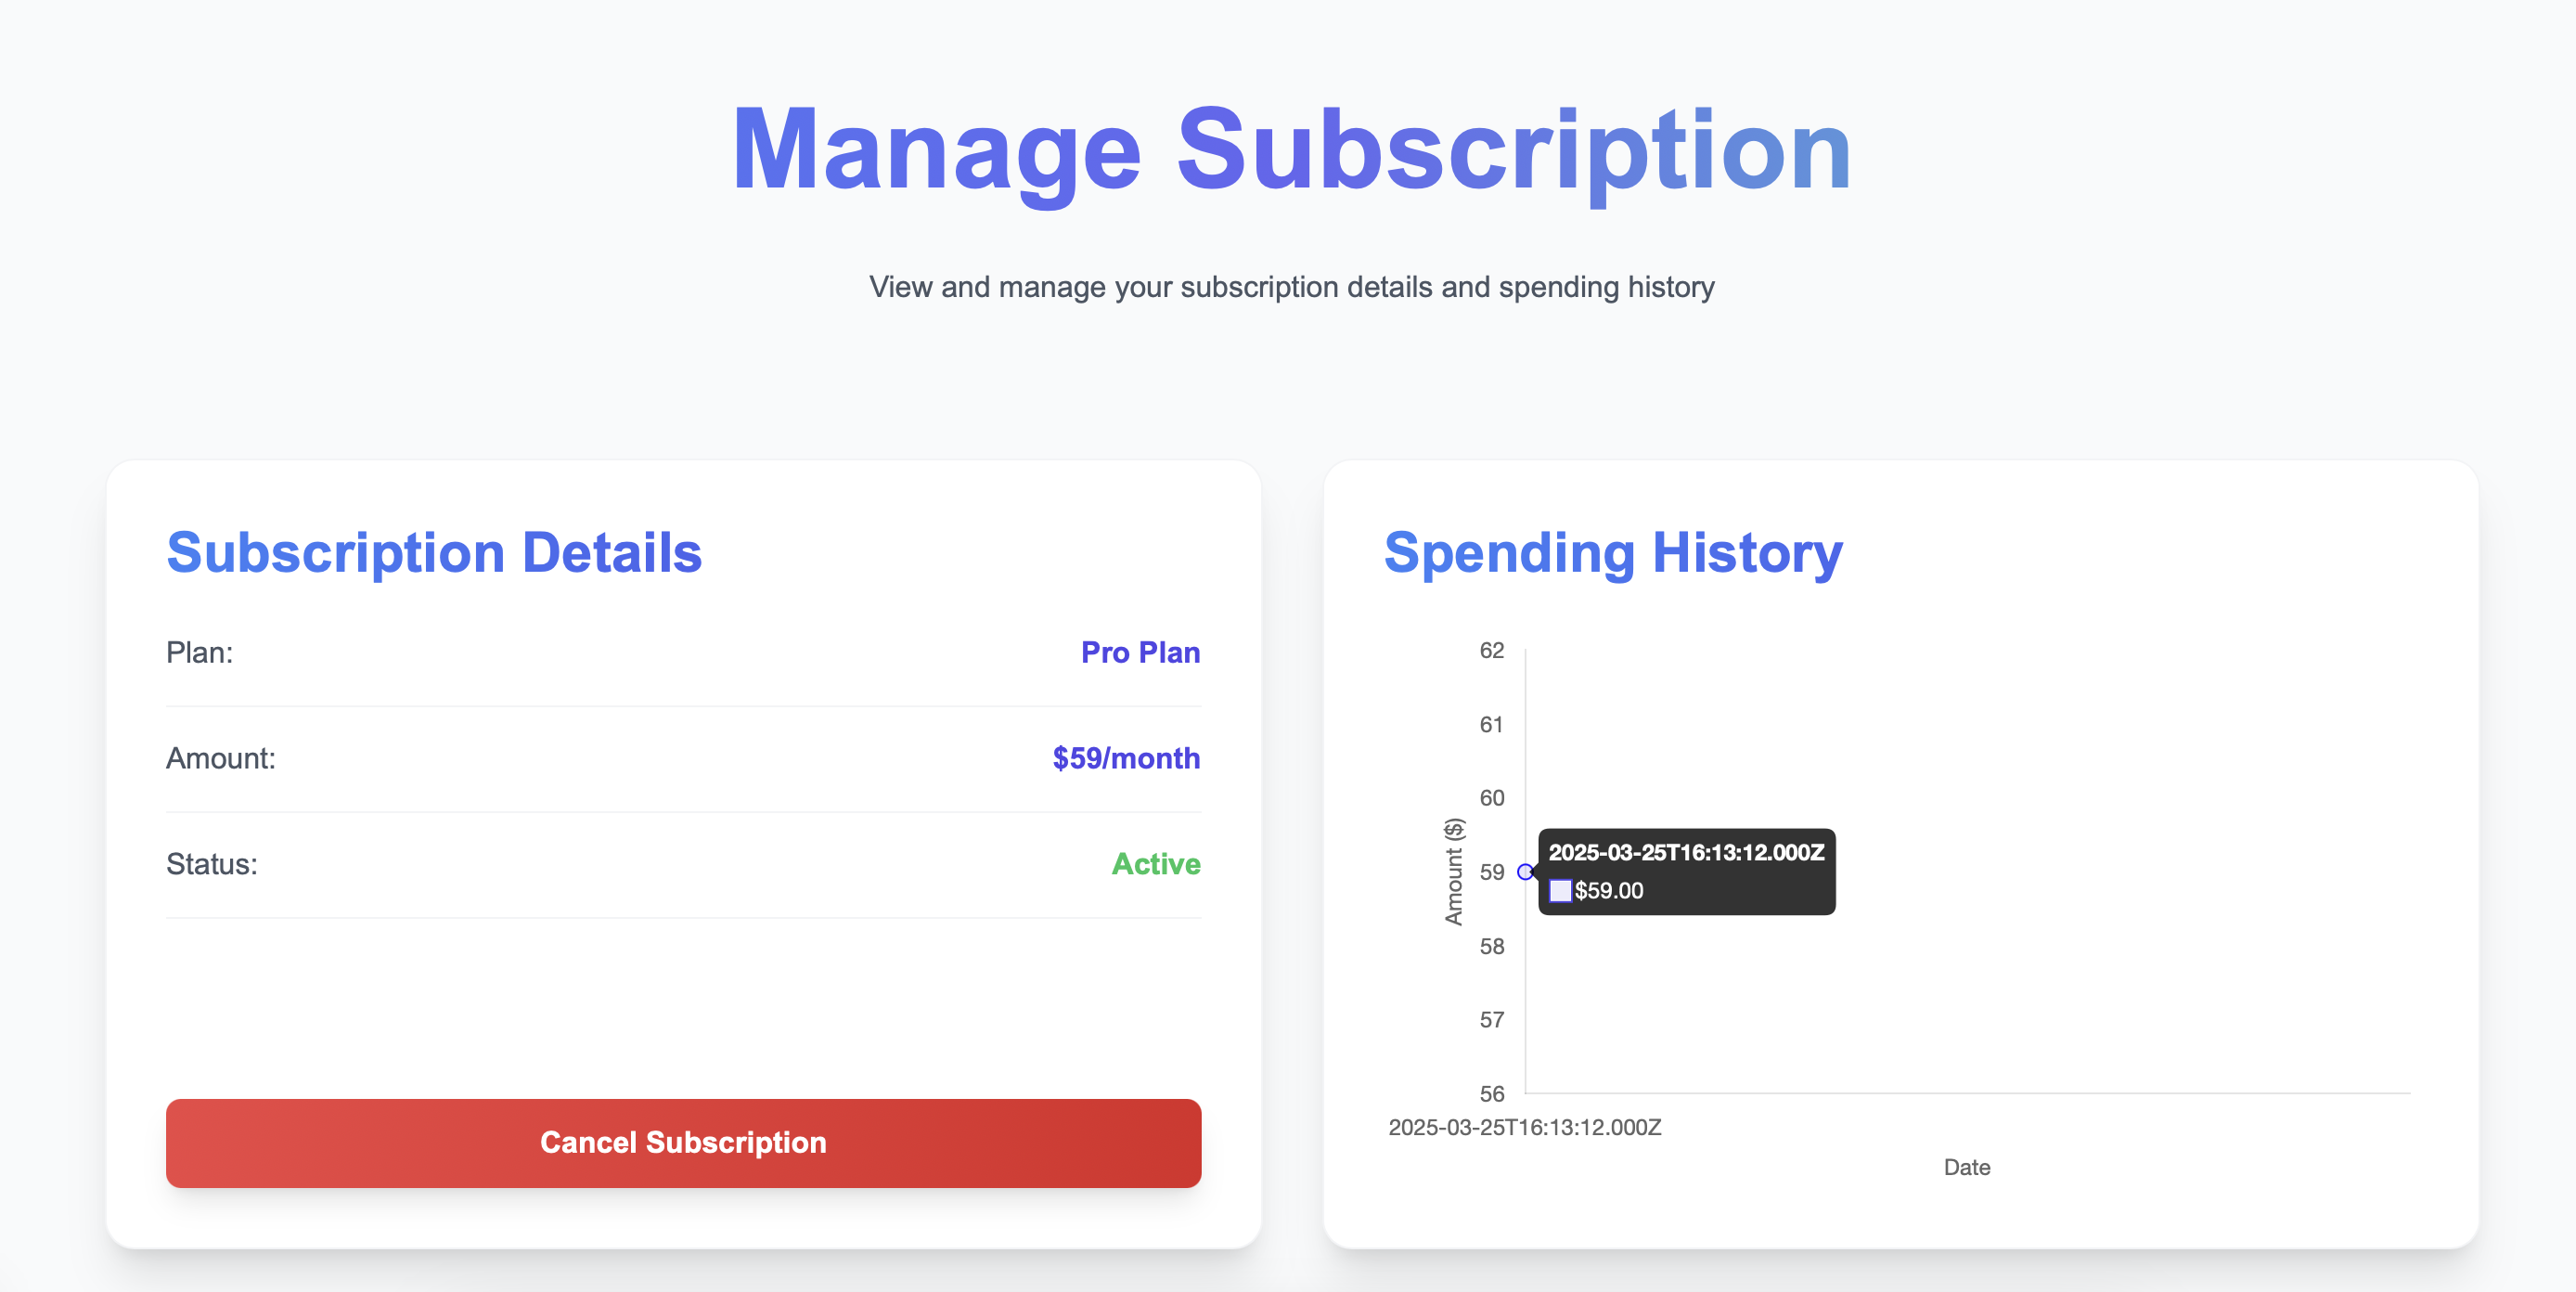 Manage Subscription
View and manage your subscription details and spending history
Subscription Details
Plan: Pro Plan
Amount: $59/month
Status: Active
Cancel Subscription
Spending History
62
61
60
59
58
57
56
Amount ($)
2025-03-25T16:13:12.000Z
$59.00
2025-03-25T16:13:12.000Z
Date